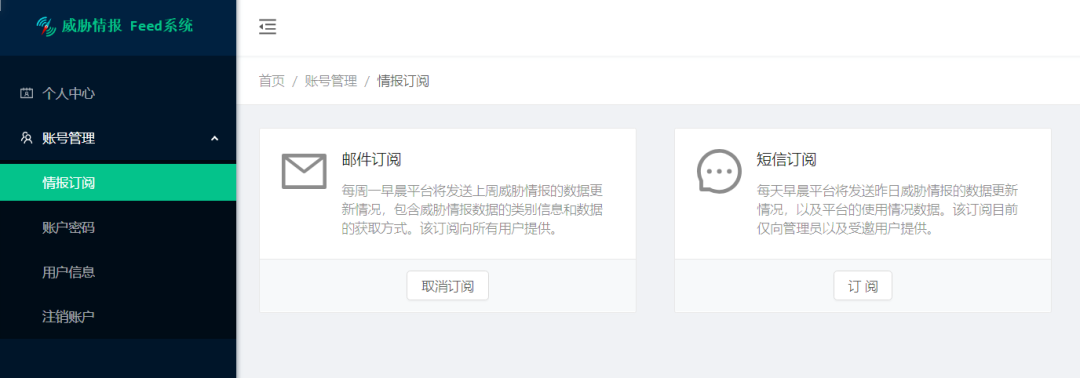 威胁情报 Feed系统
个人中心
账号管理
情报订阅
账户密码
用户信息
注销账户
首页 / 账号管理 / 情报订阅
邮件订阅
每周一早晨平台将发送上周威胁情报的数据更
新情况，包含威胁情报数据的类别信息和数据
的获取方式。该订阅向所有用户提供。
取消订阅
短信订阅
每天早晨平台将发送昨日威胁情报的数据更新
情况，以及平台的使用情况数据。该订阅目前
仅向管理员以及受邀用户提供。
订 阅